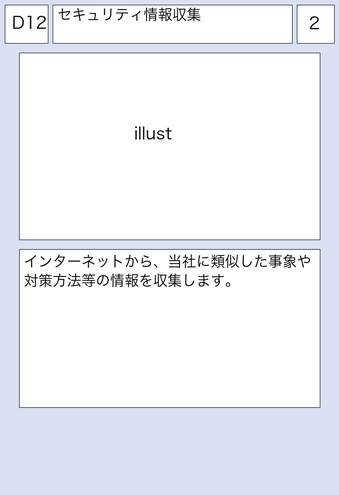 D12
セキュリティ情報収集
2
illust
インターネットから、当社に類似した事象や
対策方法等の情報を収集します。